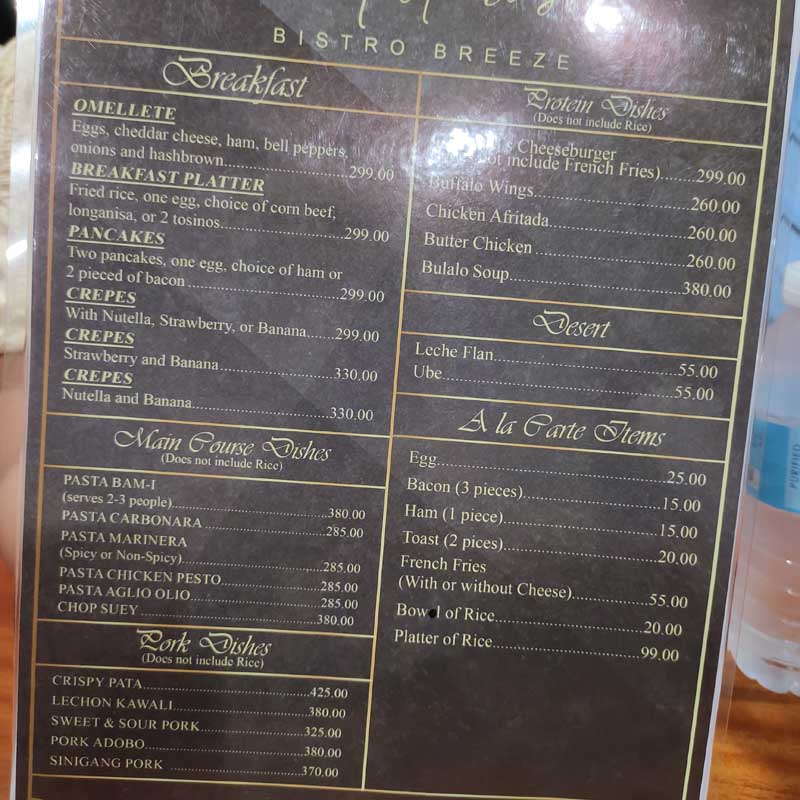 BISTRO BREEZE
Breakfast
OMELLETE
Eggs, cheddar cheese, ham, bell peppers,
onions and hashbrown..........299.00
BREAKFAST PLATTER
Fried rice, one egg, choice of corn beef,
longanisa, or 2 tosinos..........299.00
PANCAKES
Two pancakes, one egg, choice of ham or
2 pieced of bacon..........299.00
CREPES
With Nutella, Strawberry, or Banana.......299.00
CREPES
Strawberry and Banana..........330.00
CREPES
Nutella and Banana..........330.00
Main Course Dishes
(Does not include Rice)
PASTA BAM-I
(serves 2-3 people)..........380.00
PASTA CARBONARA..........285.00
PASTA MARINERA
(Spicy or Non-Spicy)..........285.00
PASTA CHICKEN PESTO..........285.00
PASTA AGLIO OLIO..........285.00
CHOP SUEY..........380.00
Pork Dishes
(Does not include Rice)
CRISPY PATA..........425.00
LECHON KAWALI..........380.00
SWEET & SOUR PORK..........325.00
PORK ADOBO..........380.00
SINIGANG PORK..........370.00
Protein Dishes
(Does not include Rice)
Cheeseburger
include French Fries)........299.00
Buffalo Wings..........260.00
Chicken Afritada..........260.00
Butter Chicken..........260.00
Bulalo Soup..........380.00
Desert
Leche Flan..........55.00
Ube..........55.00
A la Carte Items
Egg..........25.00
Bacon (3 pieces)..........15.00
Ham (1 piece)..........15.00
Toast (2 pices)..........20.00
French Fries
(With or without Cheese)..........55.00
Bowl of Rice..........20.00
Platter of Rice..........99.00
PURIFIED